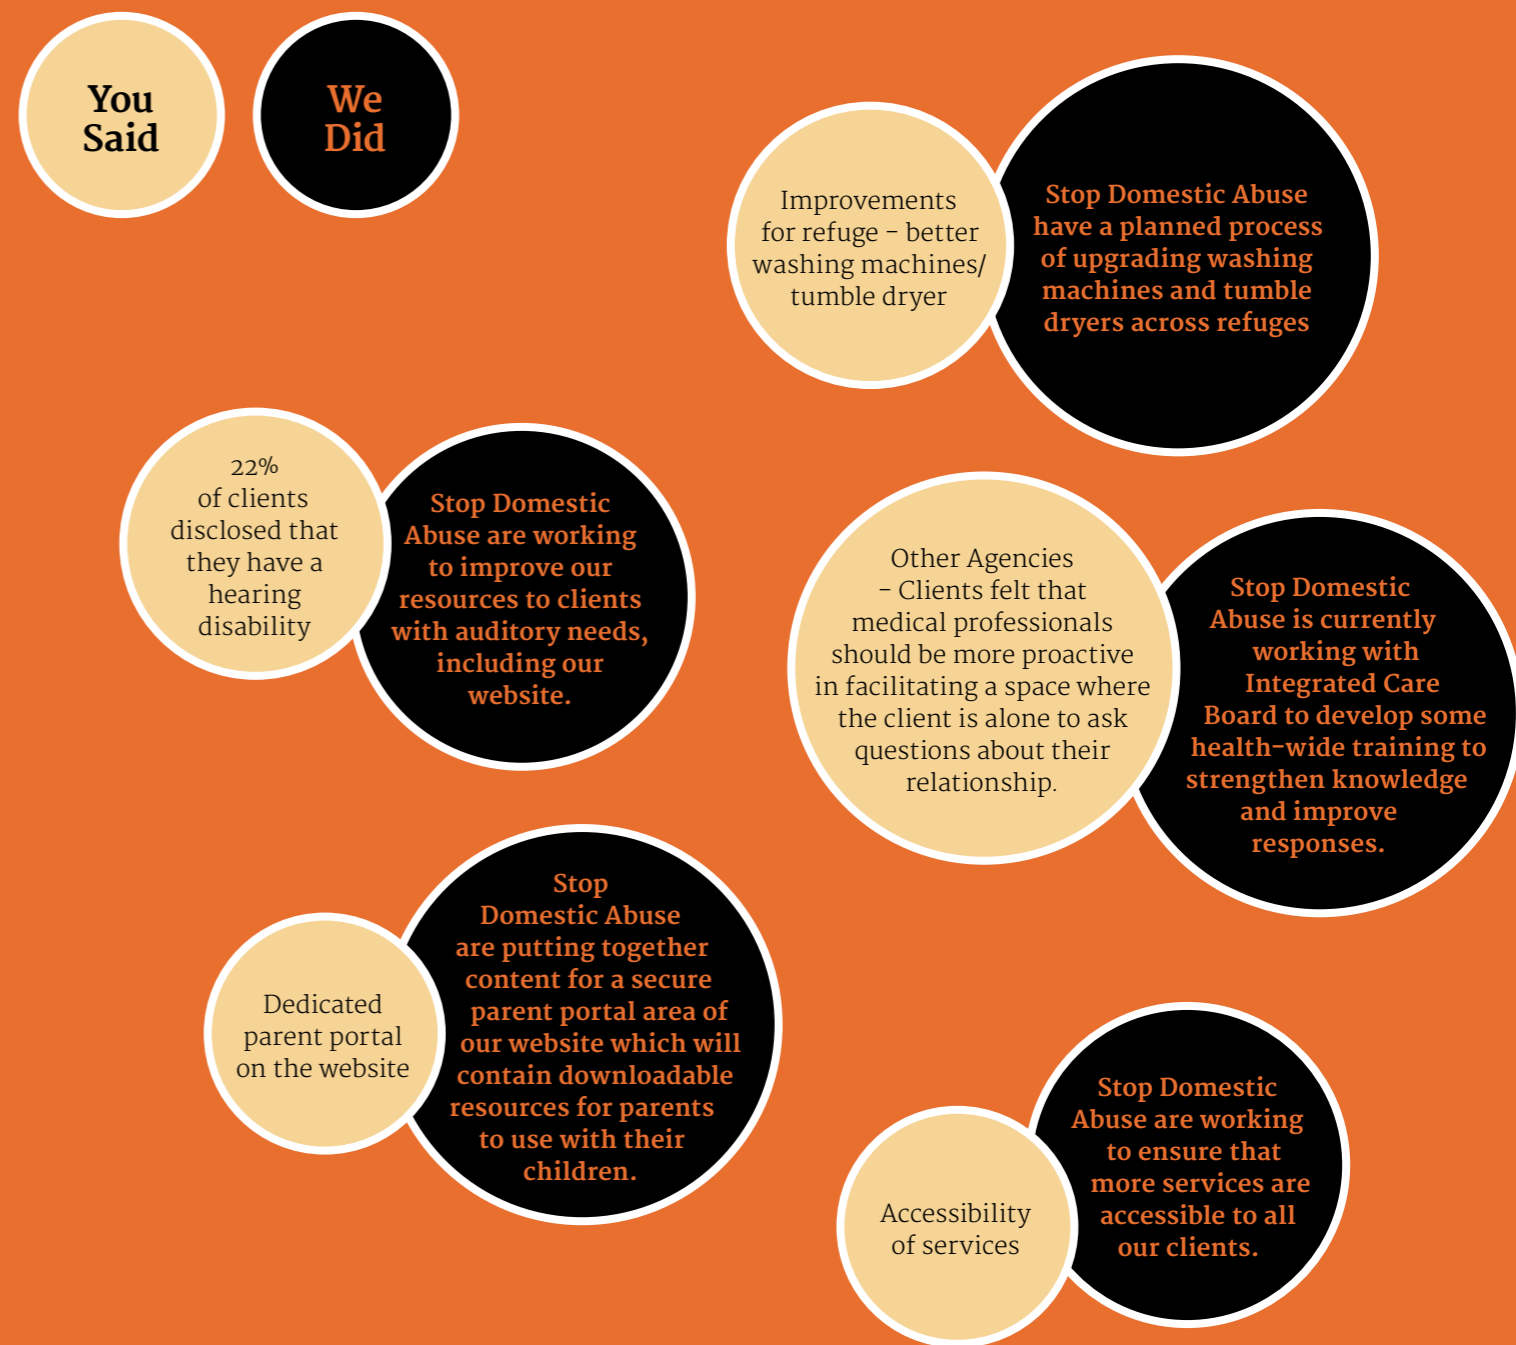 You
Said
We
Did
Improvements
for refuge – better
washing machines/
tumble dryer
Stop Domestic Abuse
have a planned process
of upgrading washing
machines and tumble
dryers across refuges
22%
of clients
disclosed that
they have a
hearing
disability
Stop Domestic
Abuse are working
to improve our
resources to clients
with auditory needs,
including our
website.
Other Agencies
– Clients felt that
medical professionals
should be more proactive
in facilitating a space where
the client is alone to ask
questions about their
relationship.
Stop Domestic
Abuse is currently
working with
Integrated Care
Board to develop some
health-wide training to
strengthen knowledge
and improve
responses.
Dedicated
parent portal
on the website
Stop
Domestic Abuse
are putting together
content for a secure
parent portal area of
our website which will
contain downloadable
resources for parents
to use with their
children.
Accessibility
of services
Stop Domestic
Abuse are working
to ensure that
more services are
accessible to all
our clients.